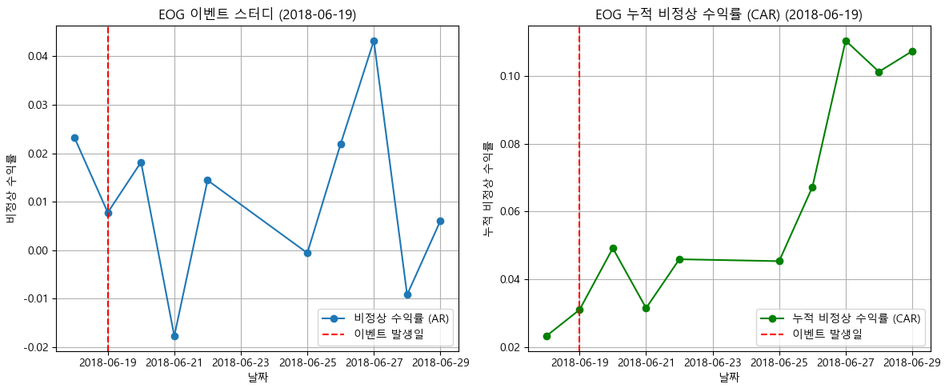 EOG 이벤트 스터디 (2018-06-19)
비정상 수익률
0.04
0.03
0.02
0.01
0.00
-0.01
-0.02
비정상 수익률 (AR)
이벤트 발생일
2018-06-19 2018-06-21 2018-06-23 2018-06-25 2018-06-27 2018-06-29
날짜
EOG 누적 비정상 수익률 (CAR) (2018-06-19)
누적 비정상 수익률
0.10
0.08
0.06
0.04
0.02
누적 비정상 수익률 (CAR)
이벤트 발생일
2018-06-19 2018-06-21 2018-06-23 2018-06-25 2018-06-27 2018-06-29
날짜